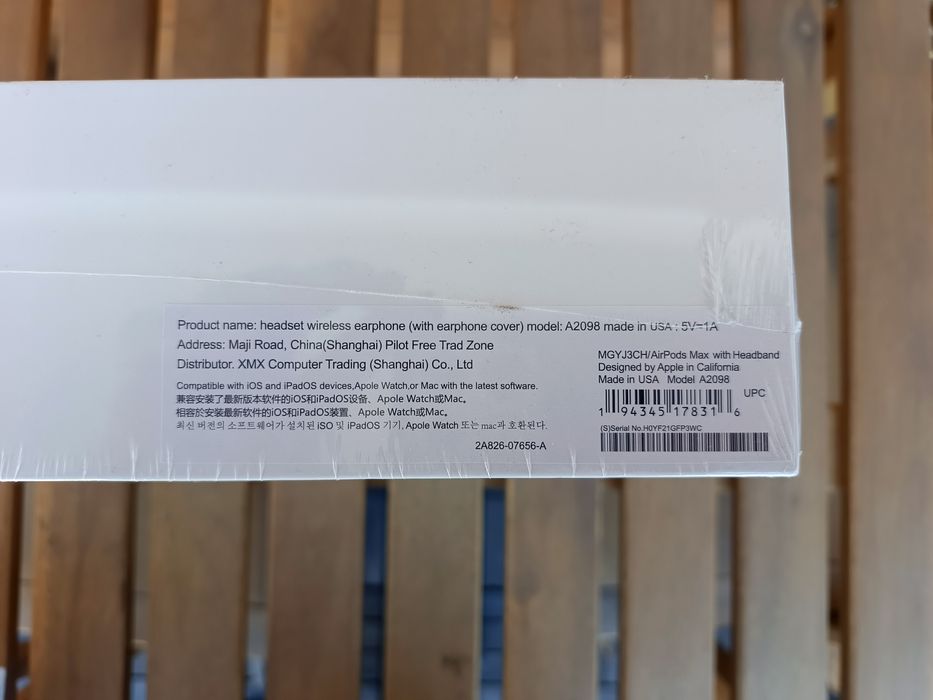 Product name: headset wireless earphone (with earphone cover) model: A2098 made in USA : 5V=1A
Address: Maji Road, China(Shanghai) Pilot Free Trad Zone
Distributor. XMX Computer Trading (Shanghai) Co., Ltd
Compatible with iOS and iPadOS devices,Apole Watch,or Mac with the latest software.
兼容安装了最新版本软件的iOS和iPadOS设备、Apole Watch或Mac。
相容於安裝最新軟件的iOS和iPadOS装置、Apole Watch或Mac。
최신 버전의 소프트웨어가 설치된 iSO 및 iPadOS 기기, Apole Watch 또는 mac과 호환된다.
2A826-07656-A
MGYJ3CH/AirPods Max with Headband
Designed by Apple in California
Made in USA Model A2098
UPC
1 94345 17831 6
(S)Serial No.H0YF21GFP3WC